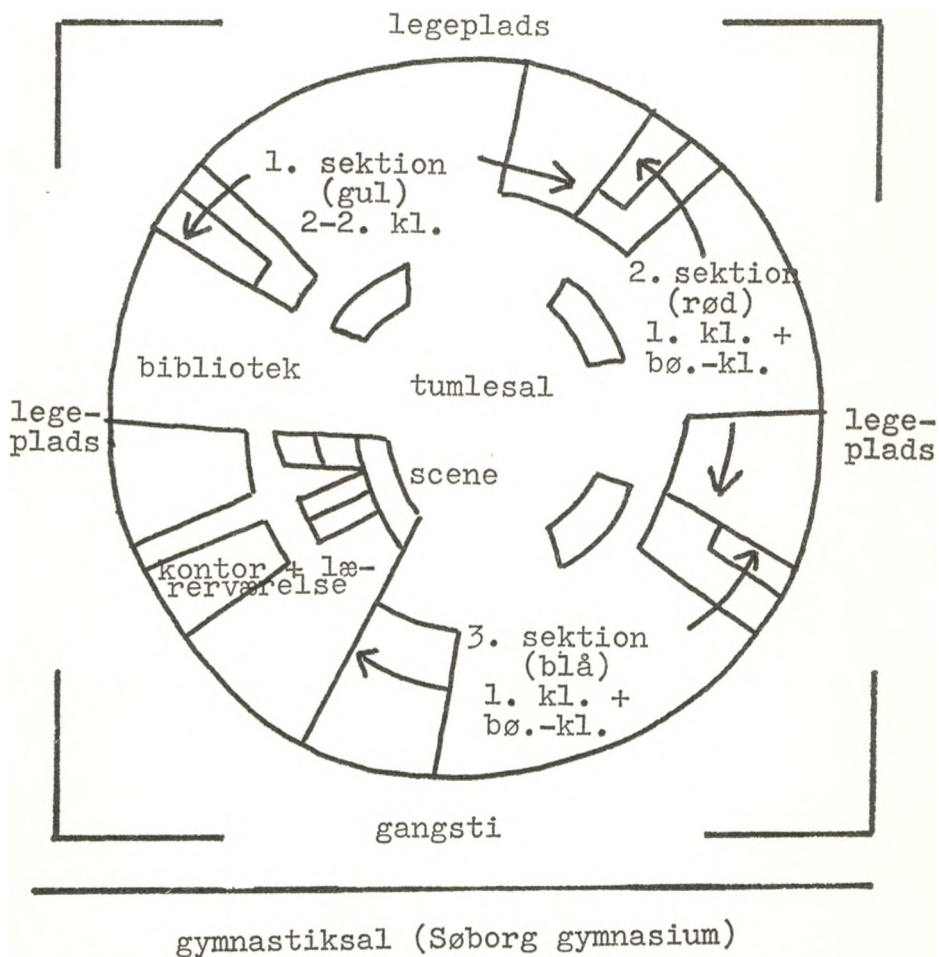 legeplads
1. sektion
(gul)
2-2. kl.
2. sektion
(rød)
1. kl. +
bø.-kl.
bibliotek
tumlesal
lege-
plads
lege-
plads
scene
kontor + læ-
rerværelse
3. sektion
(blå)
1. kl. +
bø.-kl.
gangsti
gymnastiksal (Søborg gymnasium)